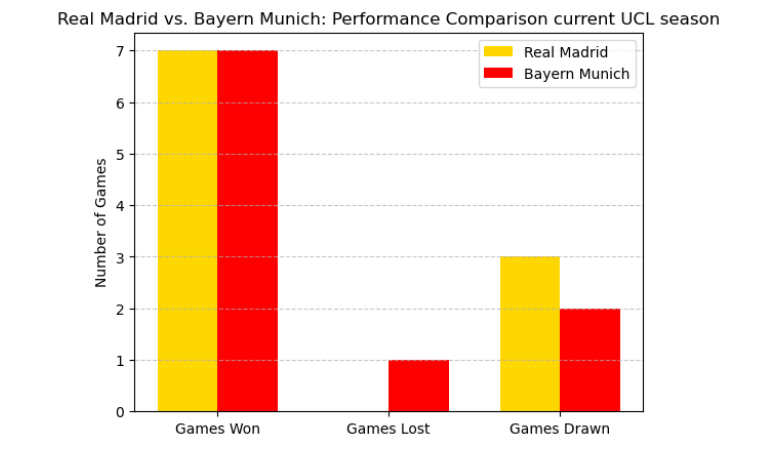 Real Madrid vs. Bayern Munich: Performance Comparison current UCL season
Real Madrid
Bayern Munich
Number of Games
7
6
5
4
3
2
1
0
Games Won
Games Lost
Games Drawn